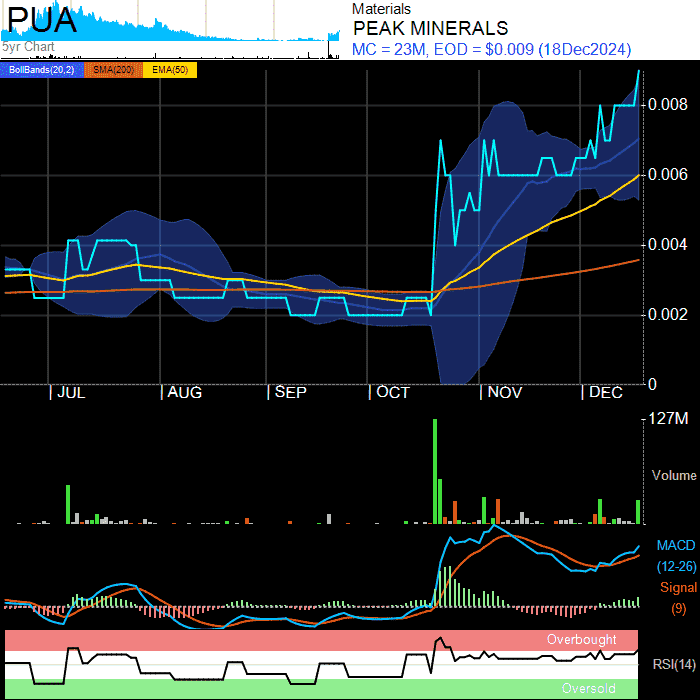 PUA
5yr Chart
Materials
PEAK MINERALS
MC = 23M, EOD = $0.009 (18Dec2024)
BollBands(20,2) SMA(200) EMA(50)
0.008
0.006
0.004
0.002
0
JUL AUG SEP OCT NOV DEC
127M
Volume
MACD
(12-26)
Signal
(9)
Overbought
RSI(14)
Oversold